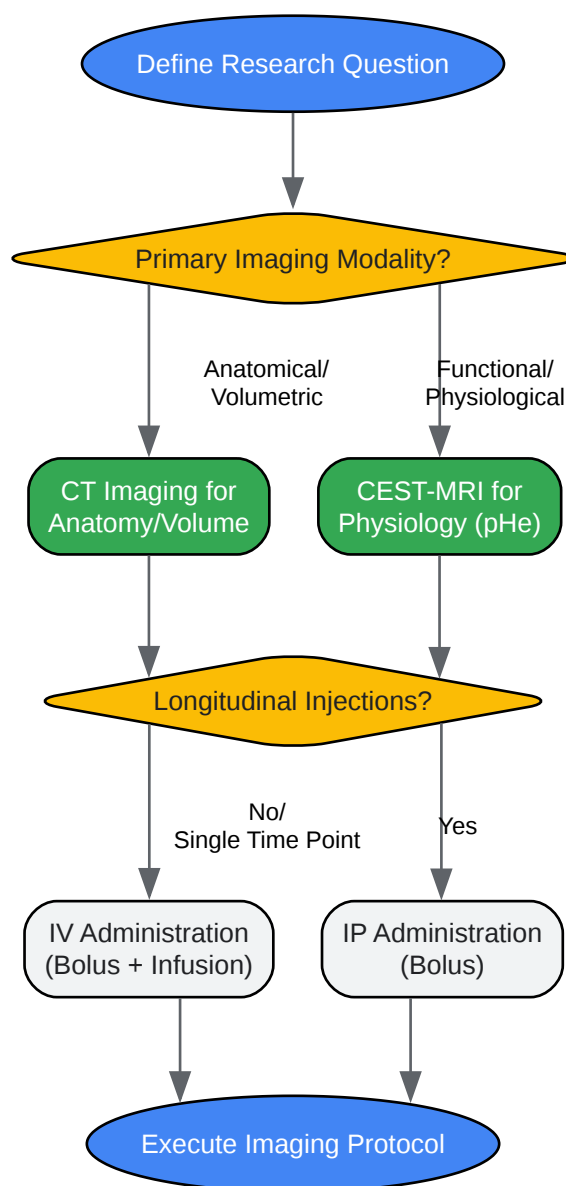 Define Research Question
Primary Imaging Modality?
Anatomical/
Volumetric
Functional/
Physiological
CT Imaging for
Anatomy/Volume
CEST-MRI for
Physiology (pHe)
Longitudinal Injections?
No/
Single Time Point
Yes
IV Administration
(Bolus + Infusion)
IP Administration
(Bolus)
Execute Imaging Protocol